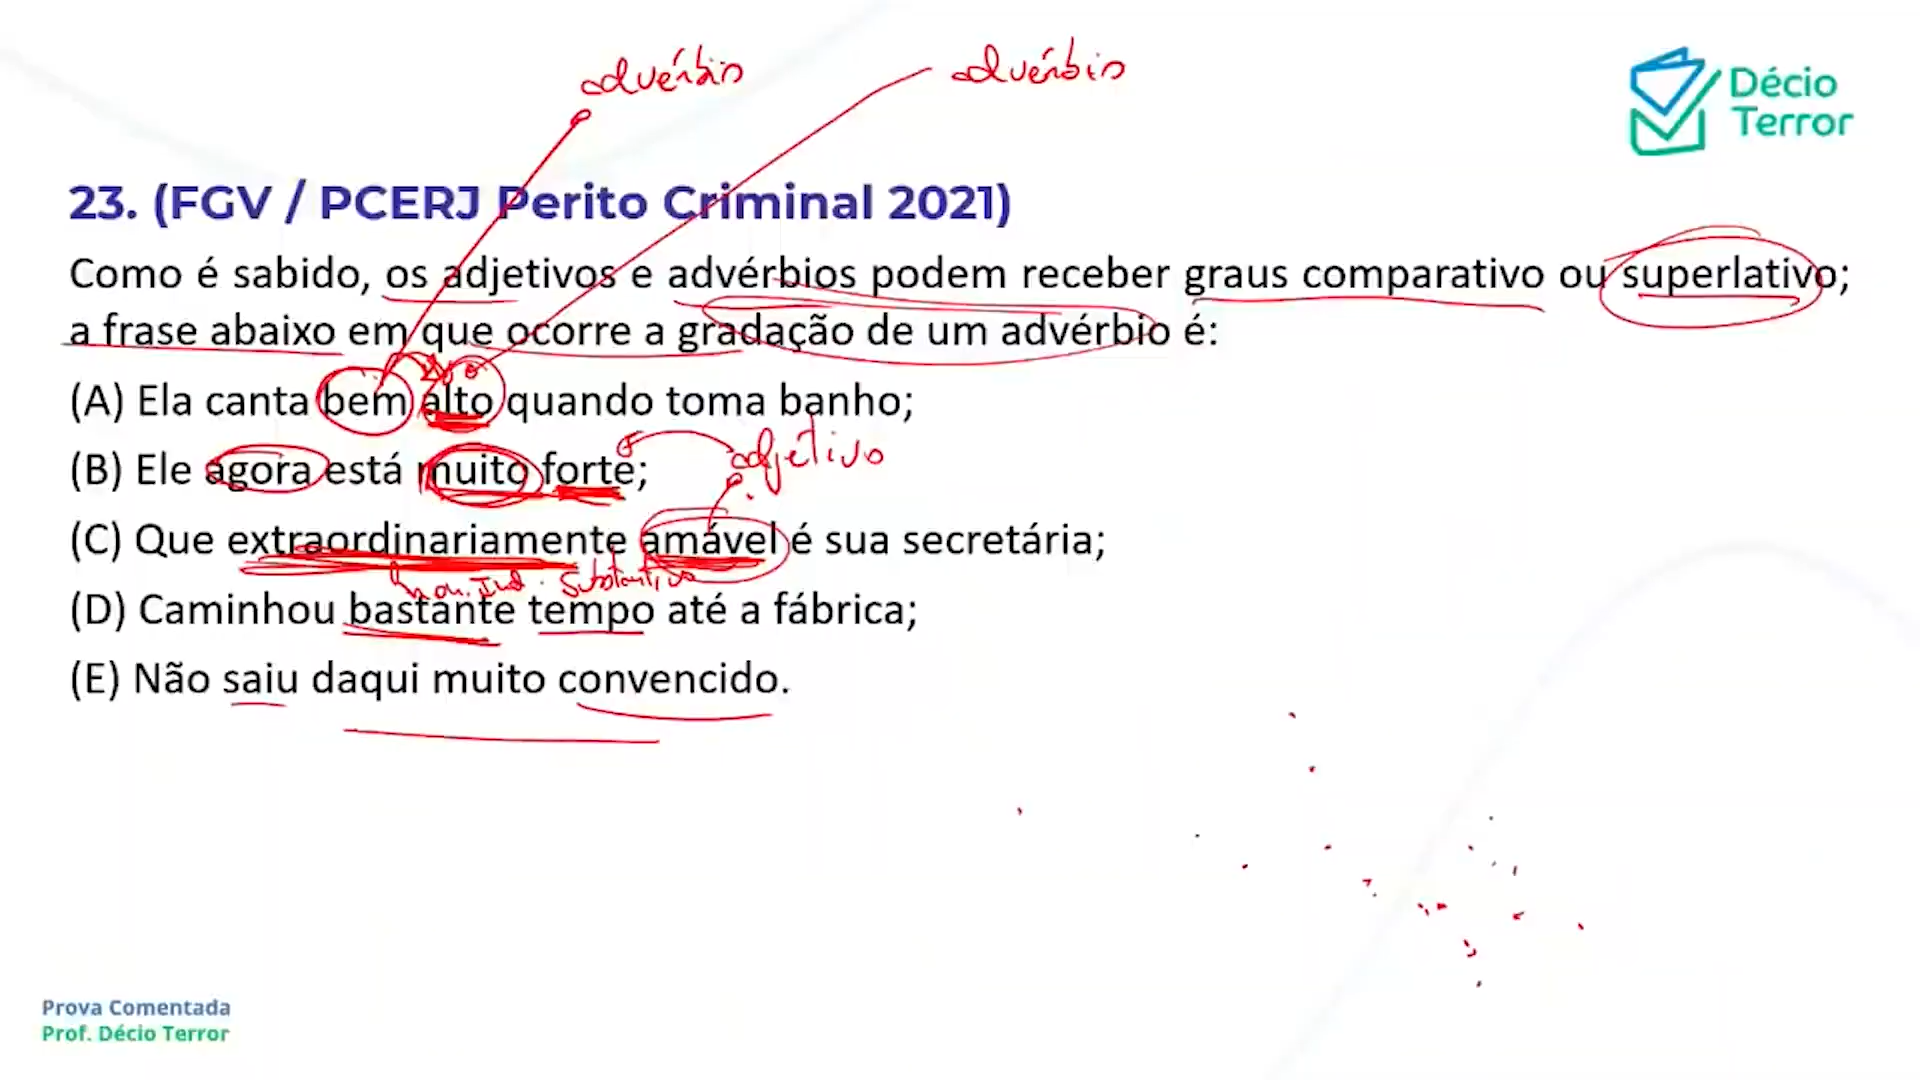 advérbio advérbio
Décio
Terror
23. (FGV / PCERJ Perito Criminal 2021)
Como é sabido, os adjetivos e advérbios podem receber graus comparativo ou superlativo;
a frase abaixo em que ocorre a gradação de um advérbio é:
(A) Ela canta bem alto quando toma banho;
adjetivo
(B) Ele agora está muito forte;
(C) Que extraordinariamente amável é sua secretária;
Pron. Ind. Substantivo
(D) Caminhou bastante tempo até a fábrica;
(E) Não saiu daqui muito convencido.
Prova Comentada
Prof. Décio Terror